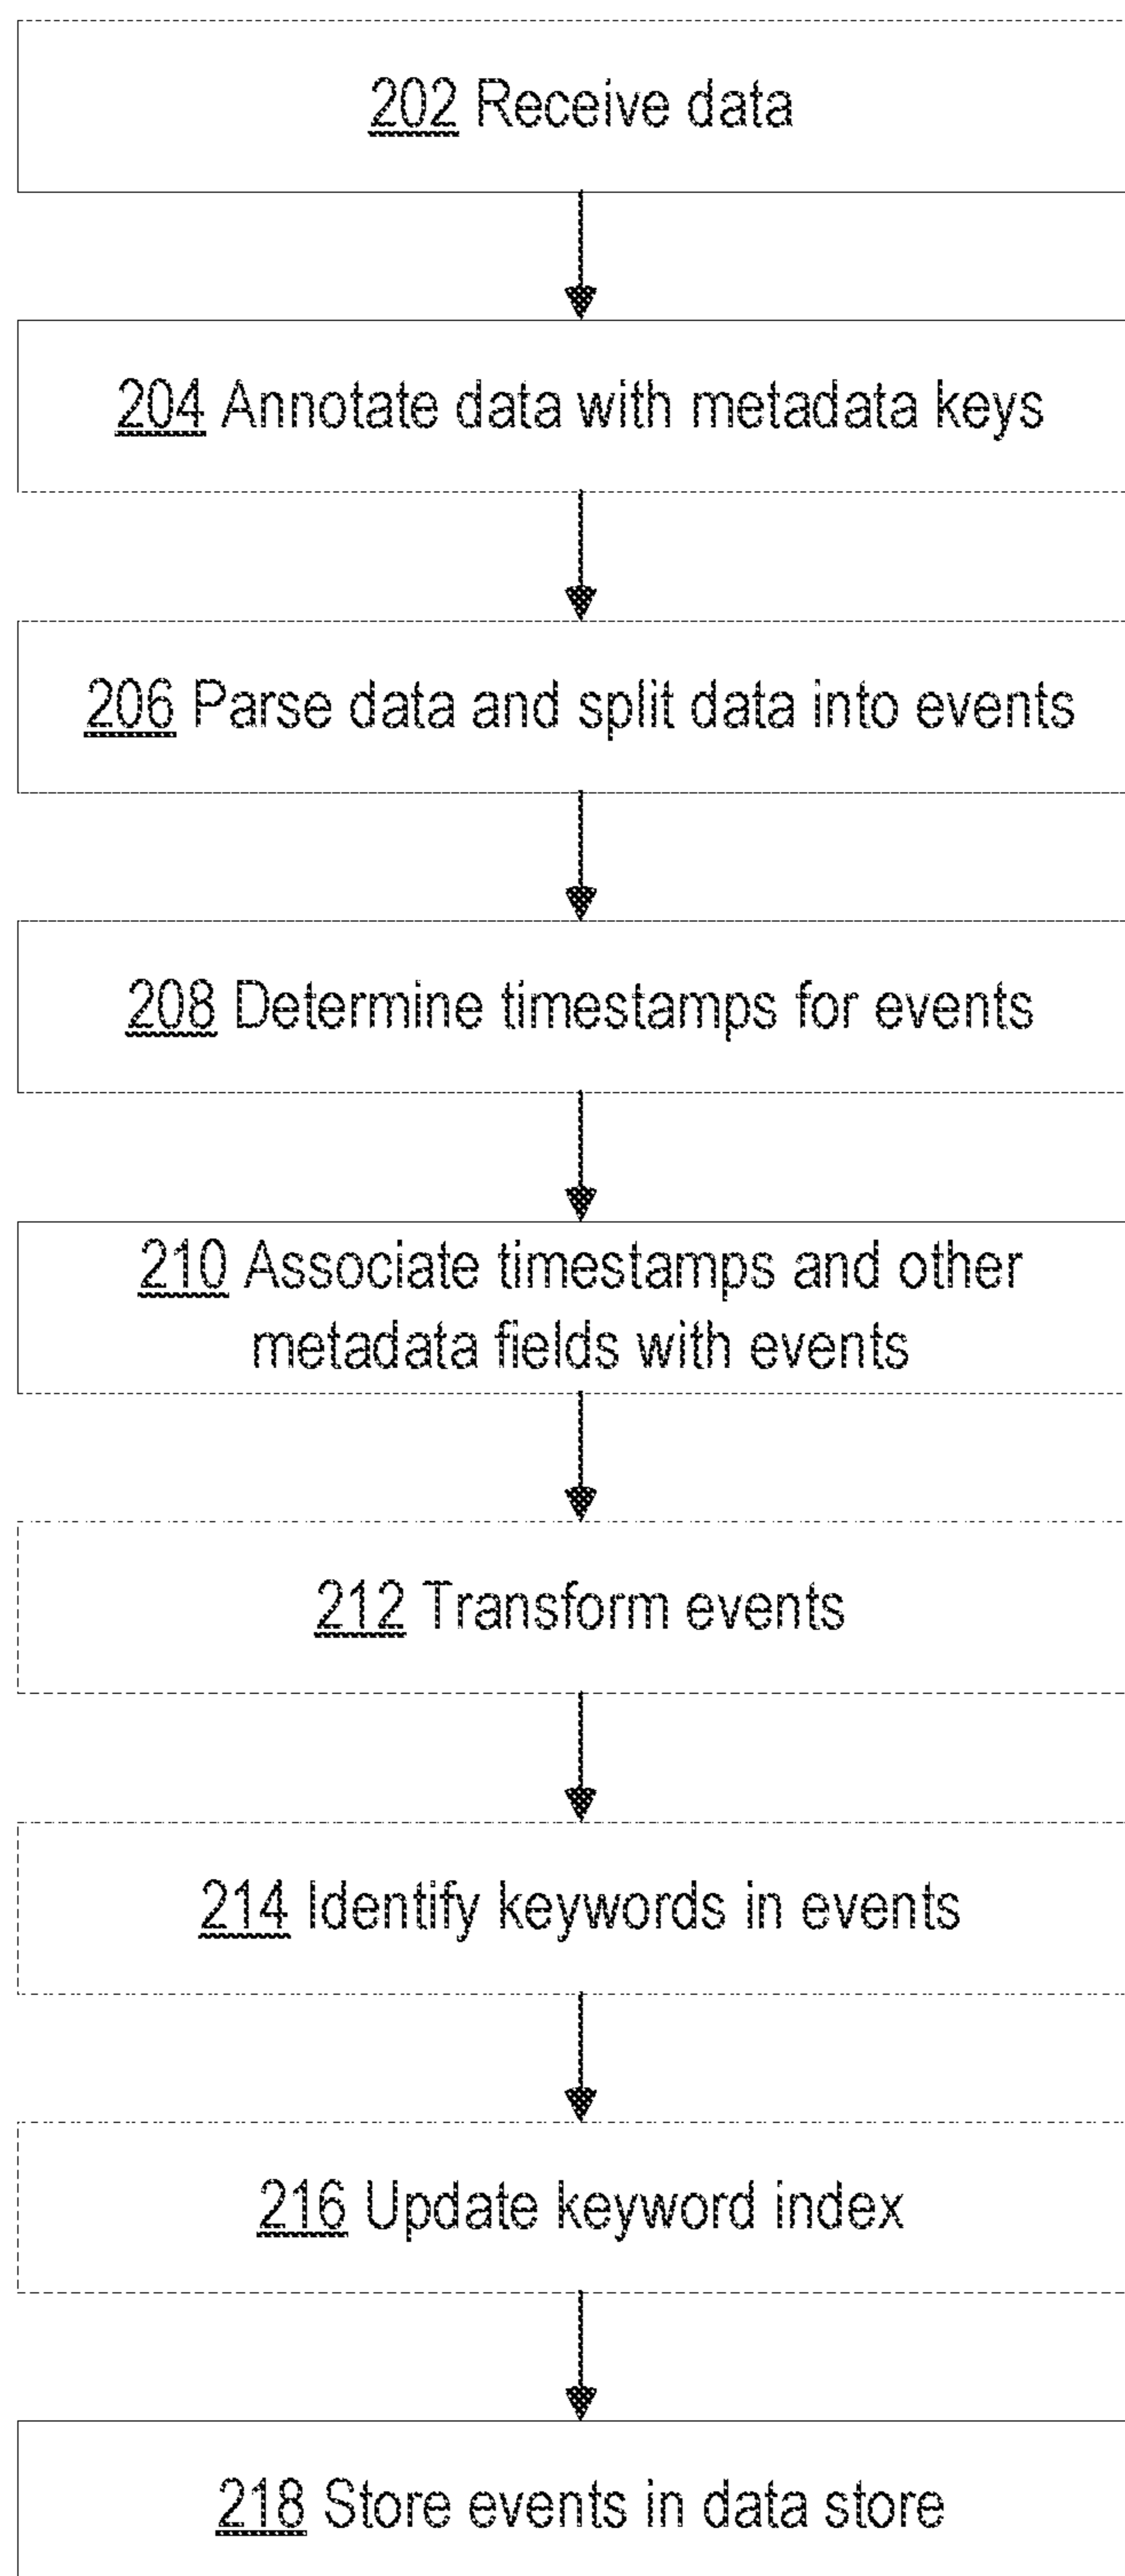 202 Receive data
204 Annotate data with metadata keys
206 Parse data and split data into events
208 Determine timestamps for events
210 Associate timestamps and other
metadata fields with events
212 Transform events
214 Identify keywords in events
216 Update keyword index
218 Store events in data store